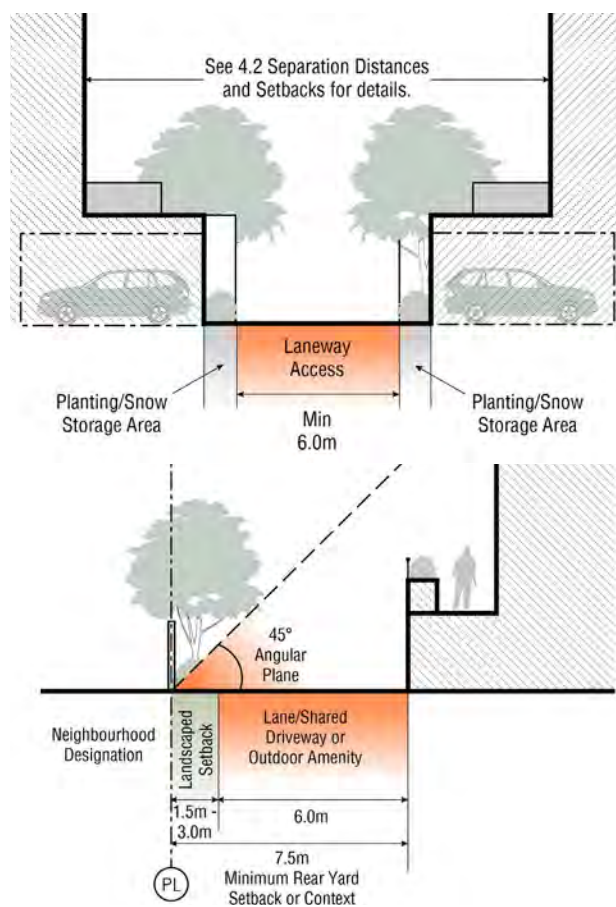 See 4.2 Separation Distances
and Setbacks for details.
Laneway
Access
Planting/Snow
Storage Area
Min
6.0m
Planting/Snow
Storage Area
45°
Angular
Plane
Neighbourhood
Designation
Landscaped
Setback
Lane/Shared
Driveway or
Outdoor Amenity
1.5m -
3.0m
6.0m
7.5m
Minimum Rear Yard
Setback or Context
PL